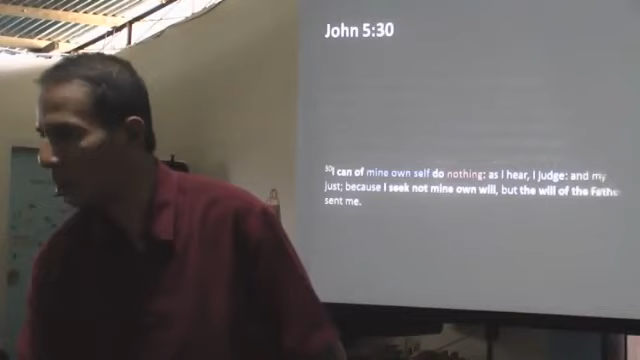 John 5:30
30I can of mine own self do nothing: as I hear, I judge: and my
just; because I seek not mine own will, but the will of the Fathe
sent me.